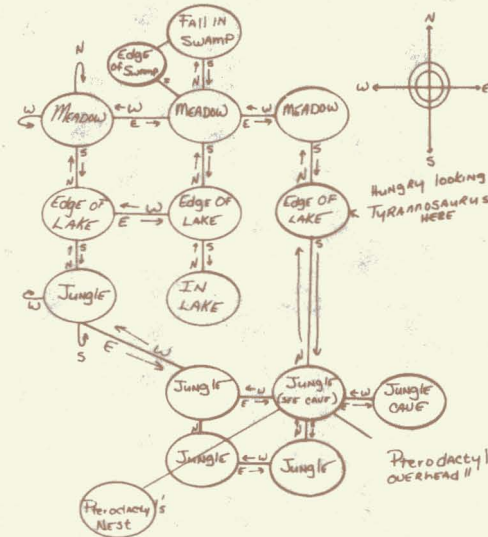 FALL IN
SWAMP
Edge
of Swamp
N
S
N
N
W
MEADOW
W
E
MEADOW
W
E
MEADOW
W
E
S
S
N
S
N
S
N
Edge OF
LAKE
W
E
Edge OF
LAKE
Edge OF
LAKE
HUNGRY looking
TYRANNOSAURUS
HERE
S
N
S
N
S
JUNGLE
IN
LAKE
W
S
E
W
N
JUNGLE
W
E
JUNGLE
(SEE CAVE)
W
E
JUNGLE
CAVE
N
N
JUNGLE
W
E
JUNGLE
Pterodactyl
OVERHEAD "
Pterodactyl's
NEST